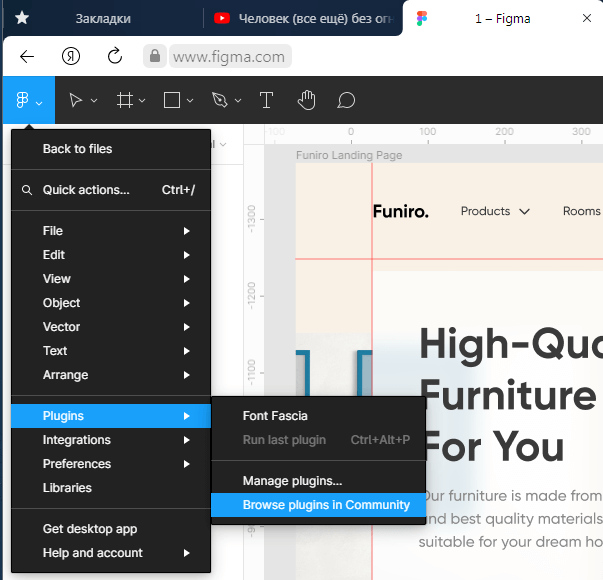 Закладки
Человек (все ещё) без огн
1 – Figma
www.figma.com
Back to files
Quick actions... Ctrl+/
File
Edit
View
Object
Vector
Text
Arrange
Plugins
Integrations
Preferences
Libraries
Get desktop app
Help and account
Font Fascia
Run last plugin Ctrl+Alt+P
Manage plugins...
Browse plugins in Community
-100 0 100 200 300
-1300
-1200
-1100
Funiro Landing Page
Funiro.
Products
Rooms
High-Qua
Furniture
For You
Our furniture is made from
and best quality materials
suitable for your dream ho